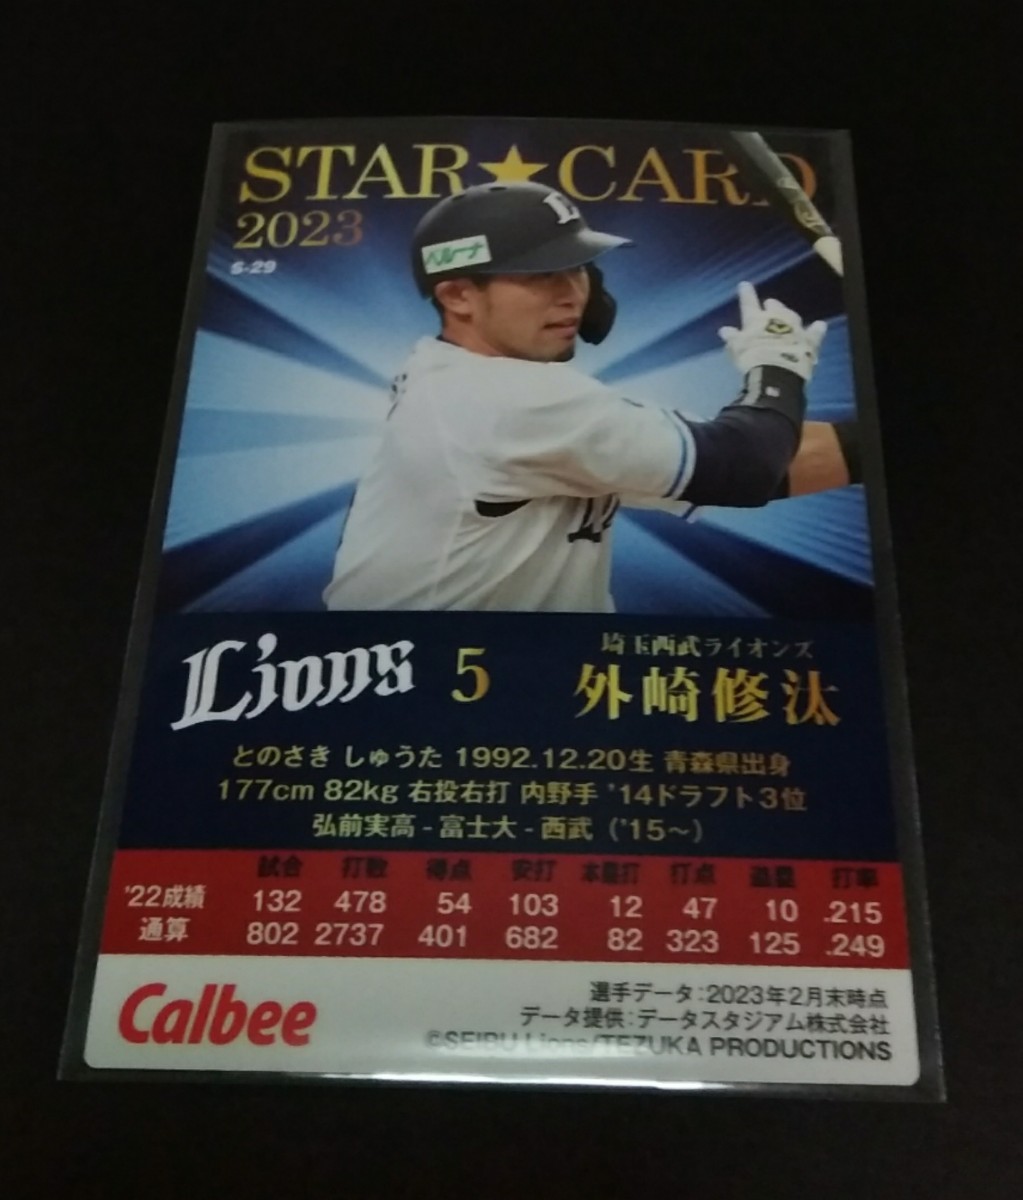 STAR★CARD
2023
S-29
ベルーナ
L
Lions 5
埼玉西武ライオンズ
外崎修汰
とのさき しゅうた 1992.12.20生 青森県出身
177cm 82kg 右投右打 内野手 '14ドラフト3位
弘前実高-富士大-西武('15～)
試合 打数 得点 安打 本塁打 打点 盗塁 打率
'22成績 132 478 54 103 12 47 10 .215
通算 802 2737 401 682 82 323 125 .249
Calbee
選手データ:2023年2月末時点
データ提供:データスタジアム株式会社
©SEIBU Lions/TEZUKA PRODUCTIONS